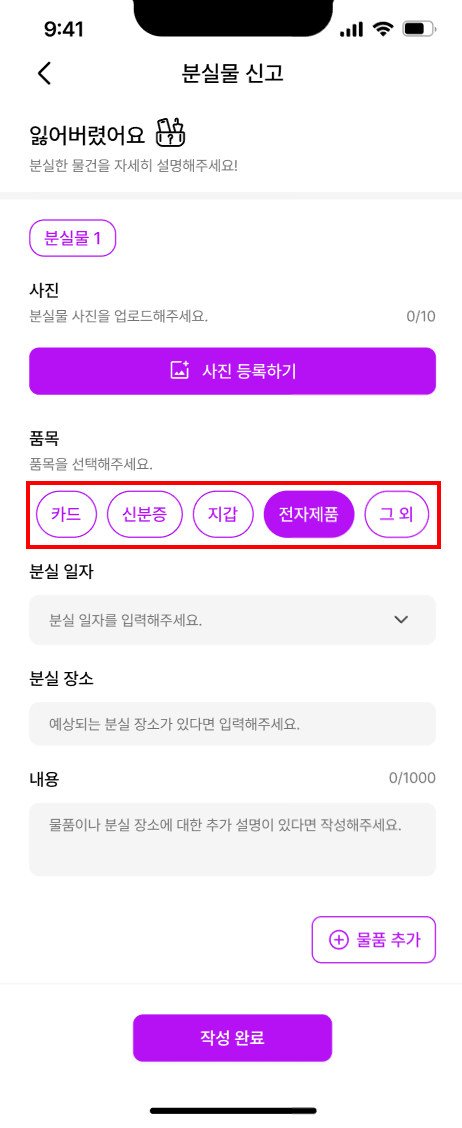 9:41
분실물 신고
잃어버렸어요
?
분실한 물건을 자세히 설명해주세요!
분실물 1
사진
분실물 사진을 업로드해주세요. 0/10
사진 등록하기
품목
품목을 선택해주세요.
카드 신분증 지갑 전자제품 그 외
분실 일자
분실 일자를 입력해주세요.
분실 장소
예상되는 분실 장소가 있다면 입력해주세요.
내용 0/1000
물품이나 분실 장소에 대한 추가 설명이 있다면 작성해주세요.
물품 추가
작성 완료